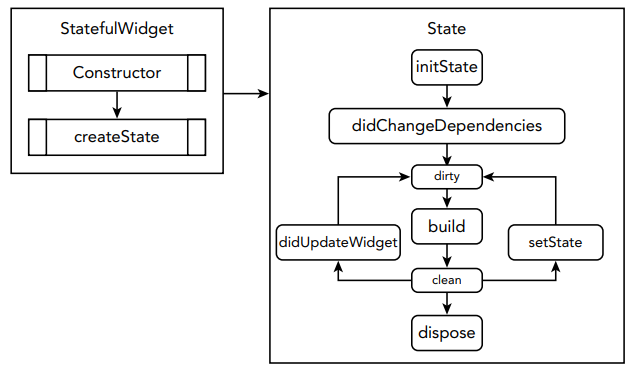 StatefulWidget
Constructor
createState
State
initState
didChangeDependencies
dirty
build
didUpdateWidget
setState
clean
dispose